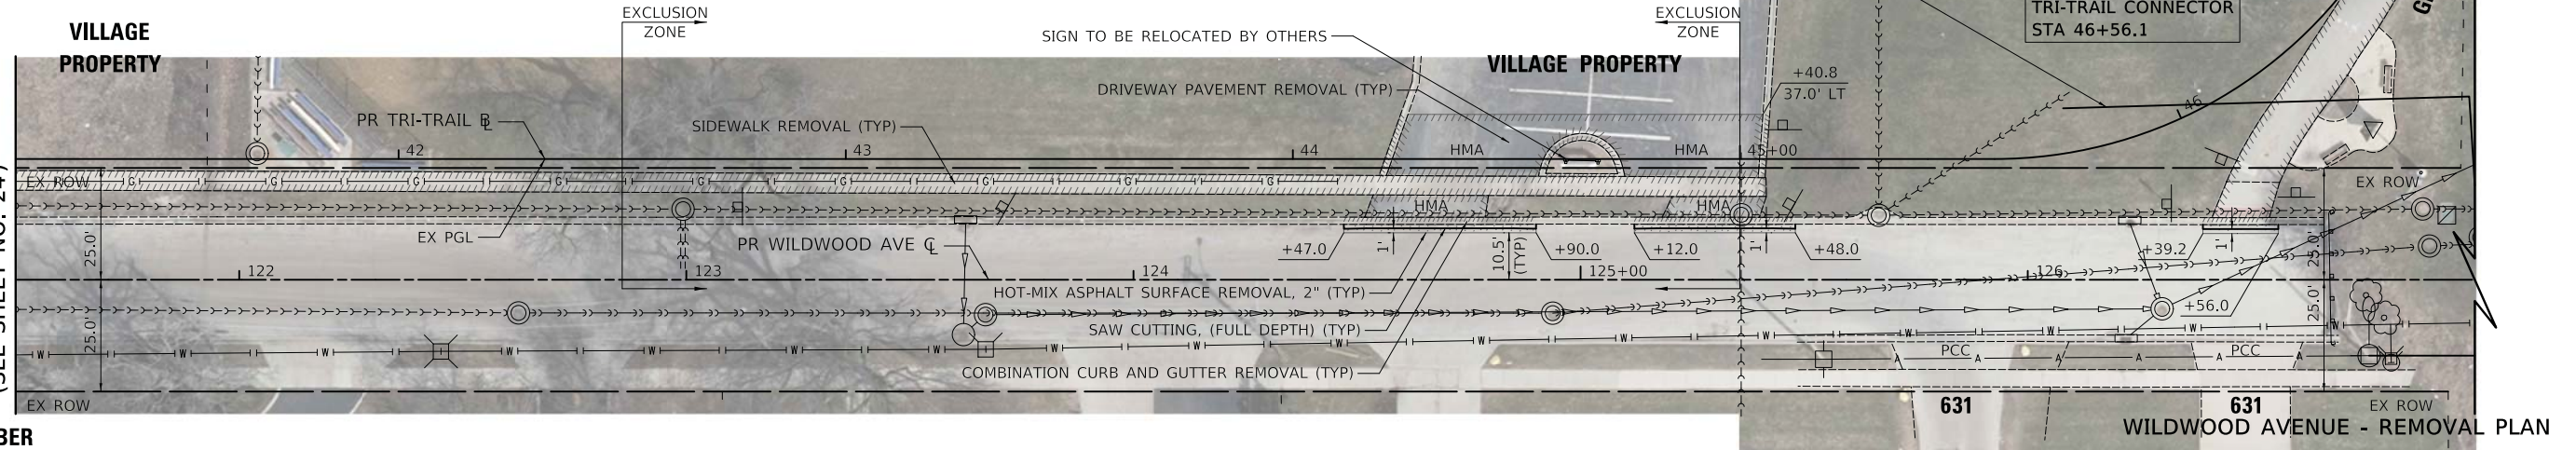 VILLAGE
PROPERTY
EXCLUSION
ZONE
SIGN TO BE RELOCATED BY OTHERS
DRIVEWAY PAVEMENT REMOVAL (TYP)
VILLAGE PROPERTY
EXCLUSION
ZONE
TRI-TRAIL CONNECTOR
STA 46+56.1
+40.8
37.0' LT
PR TRI-TRAIL BL
SIDEWALK REMOVAL (TYP)
42
43
44
HMA
HMA
45+00
46
EX ROW
G G G G G G G G G
EX ROW
HMA
HMA
EX PGL
PR WILDWOOD AVE CL
25.0'
+47.0
1'
10.5'
(TYP)
+90.0
+12.0
1'
+48.0
+39.2
1'
25.0'
122
123
124
125+00
126
HOT-MIX ASPHALT SURFACE REMOVAL, 2" (TYP)
SAW CUTTING, (FULL DEPTH) (TYP)
COMBINATION CURB AND GUTTER REMOVAL (TYP)
25.0'
+56.0
25.0'
W W W W W W W W W W W W W W W W W
PCC
PCC
A A A A A A
EX ROW
631
631
EX ROW
BER
WILDWOOD AVENUE - REMOVAL PLAN